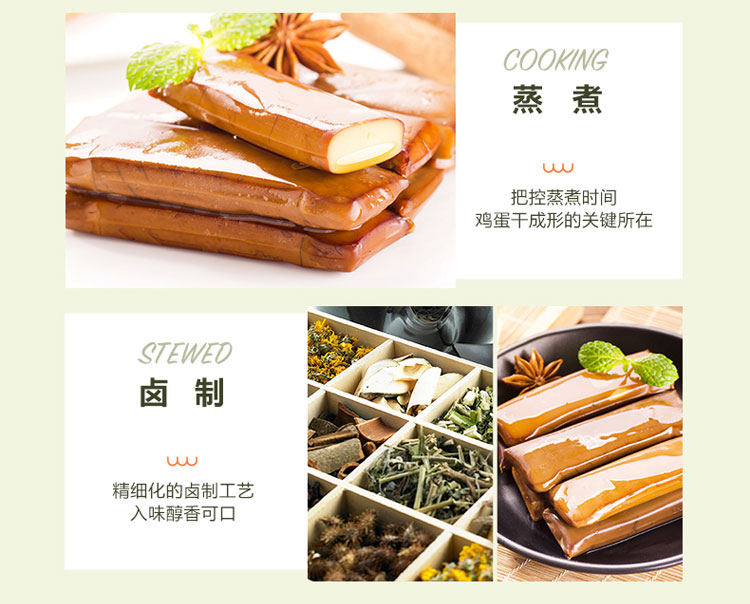 COOKING
蒸煮
把控蒸煮时间
鸡蛋干成形的关键所在
STEWED
卤制
精细化的卤制工艺
入味醇香可口